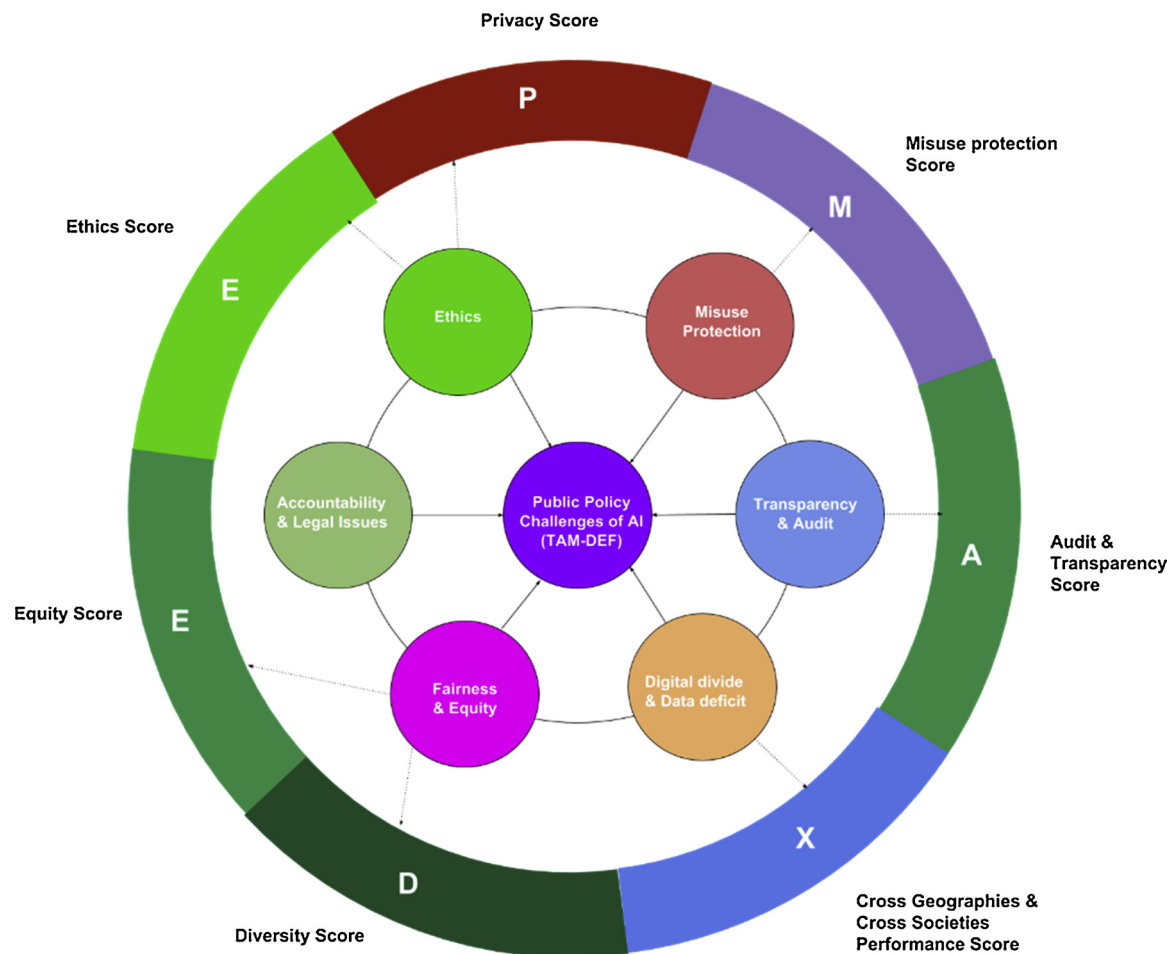 Privacy Score
P
Misuse protection
Score
M
Ethics Score
E
Ethics
Misuse
Protection
Accountability
& Legal Issues
Public Policy
Challenges of AI
(TAM-DEF)
Transparency
& Audit
A
Audit &
Transparency
Score
Equity Score
E
Fairness
& Equity
Digital divide
& Data deficit
X
D
Diversity Score
Cross Geographies &
Cross Societies
Performance Score